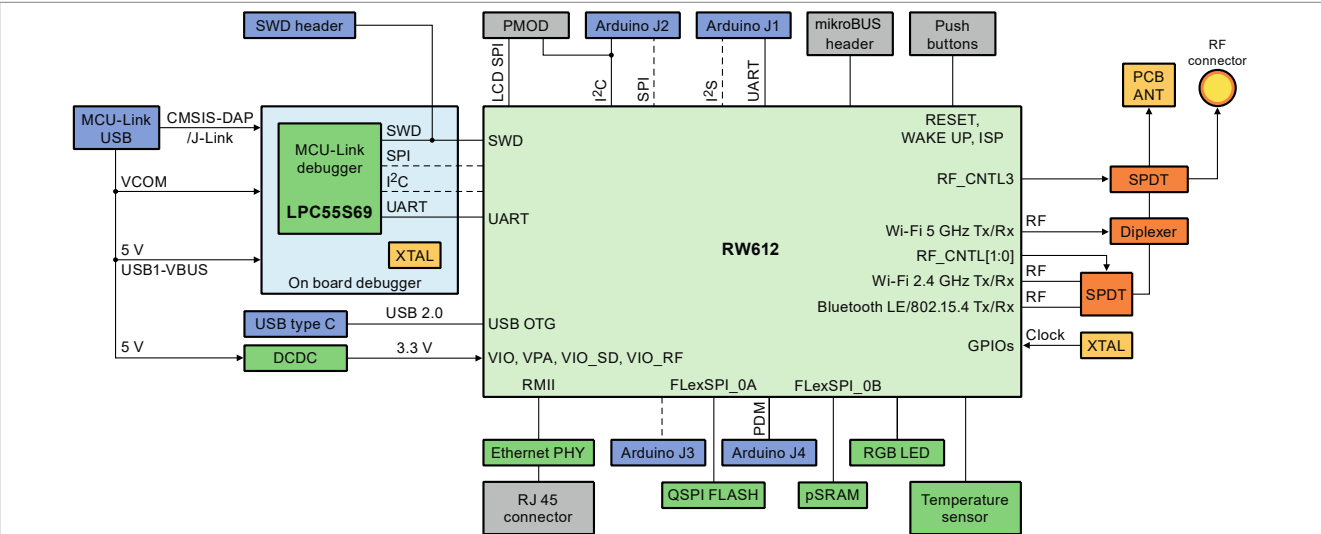 SWD header
PMOD
Arduino J2
Arduino J1
mikroBUS
header
Push
buttons
RF
connector
PCB
ANT
LCD SPI
I²C
SPI
I²S
UART
MCU-Link
USB
CMSIS-DAP
/J-Link
VCOM
5 V
USB1-VBUS
5 V
MCU-Link
debugger
LPC55S69
XTAL
On board debugger
SWD
SPI
I²C
UART
SWD
UART
RW612
RESET,
WAKE UP, ISP
RF_CNTL3
SPDT
Wi-Fi 5 GHz Tx/Rx
RF
Diplexer
RF_CNTL[1:0]
Wi-Fi 2.4 GHz Tx/Rx
RF
SPDT
Bluetooth LE/802.15.4 Tx/Rx
RF
GPIOs
Clock
XTAL
USB type C
USB 2.0
USB OTG
DCDC
3.3 V
VIO, VPA, VIO_SD, VIO_RF
RMII
FLexSPI_0A
FLexSPI_0B
PDM
Ethernet PHY
Arduino J3
Arduino J4
RGB LED
RJ 45
connector
QSPI FLASH
pSRAM
Temperature
sensor